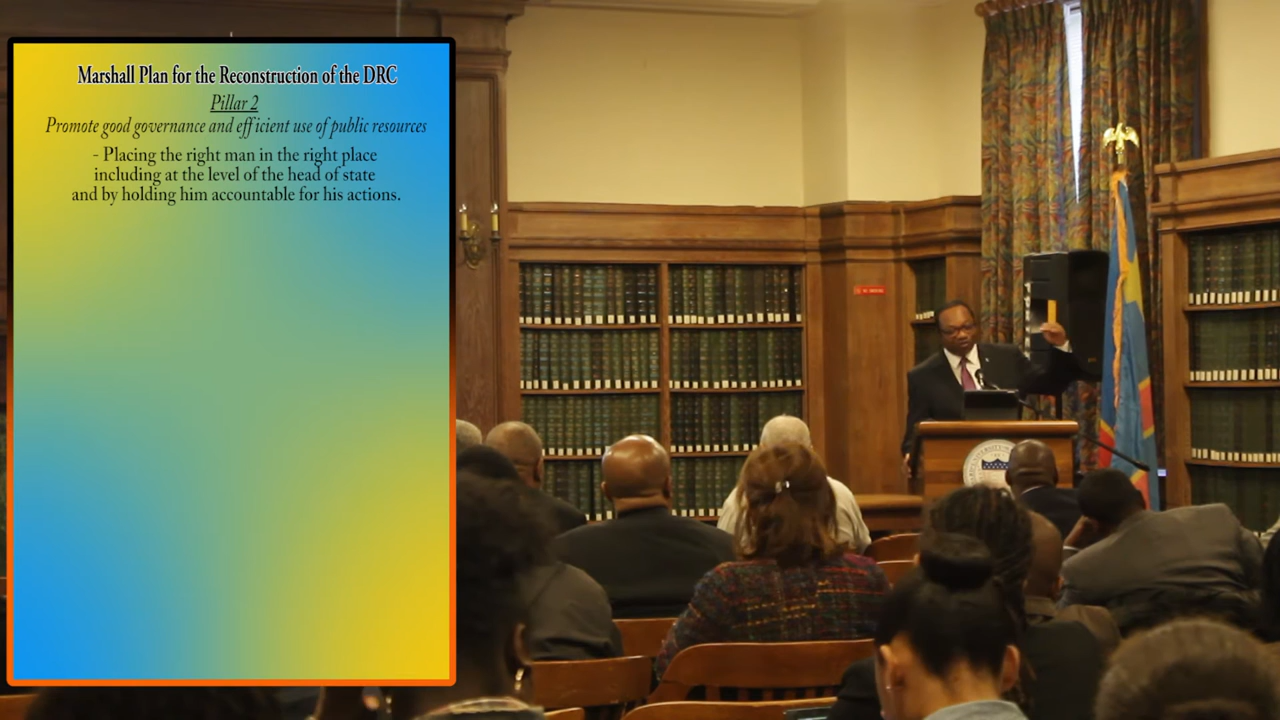 Marshall Plan for the Reconstruction of the DRC
Pillar 2
Promote good governance and efficient use of public resources
- Placing the right man in the right place
including at the level of the head of state
and by holding him accountable for his actions.